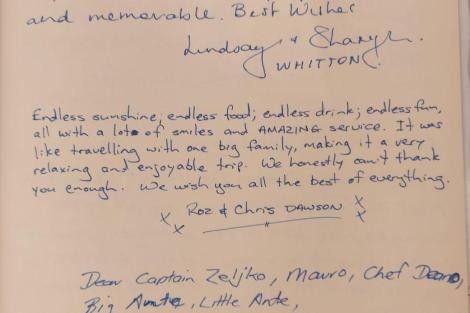 and memorable. Best Wishes
Lindsay & Sharyn.
WHITTON.
Endless sunshine; endless food; endless drink; endless fun,
all with a lots of smiles and AMAZING service. It was
like travelling with one big family, making it a very
relaxing and enjoyable trip. We honestly can't thank
you enough. We wish you all the best of everything.
x Roz & Chris DAWSON x
x x
Dear Captain Zeljko, Mauro, Chef
Big Ante, Little Ante,